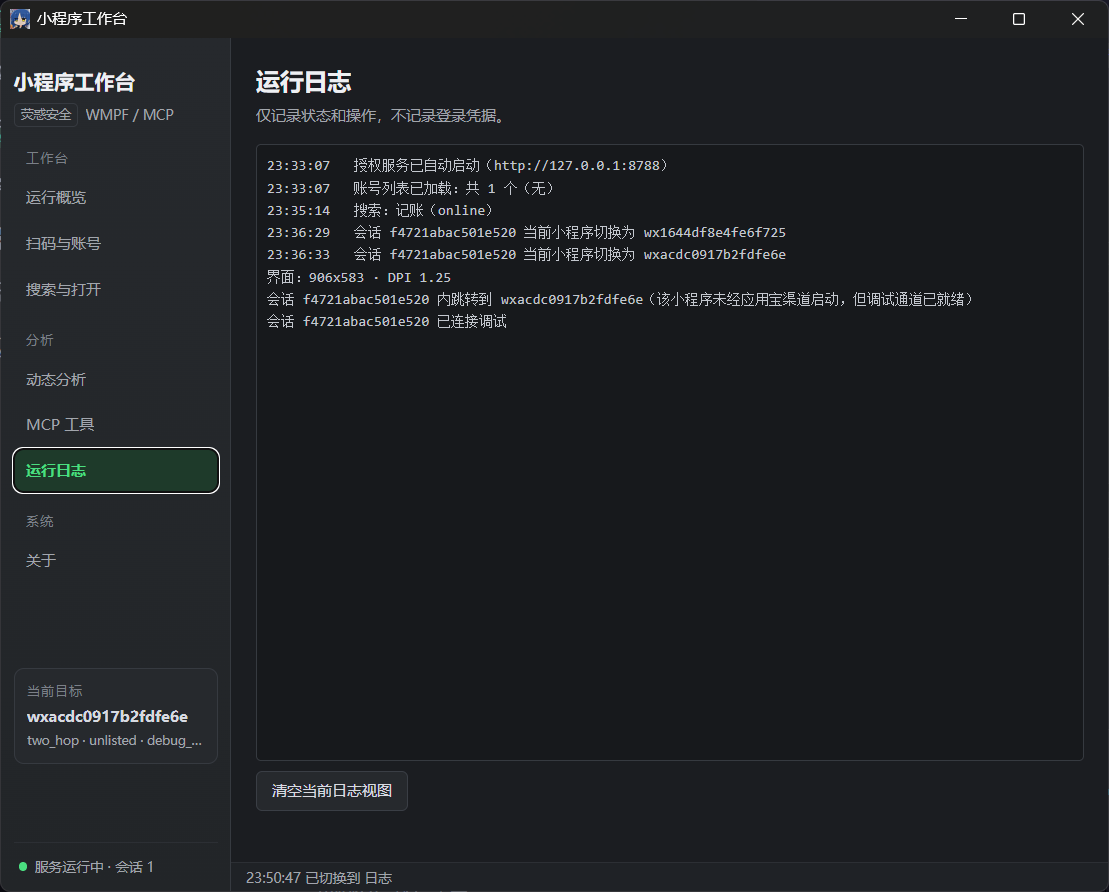 小程序工作台
小程序工作台
荧惑安全 WMPF / MCP
工作台
运行概览
扫码与账号
搜索与打开
分析
动态分析
MCP 工具
运行日志
系统
关于
当前目标
wxacdc0917b2fdfe6e
two_hop · unlisted · debug_...
服务运行中 · 会话 1
运行日志
仅记录状态和操作，不记录登录凭据。
23:33:07 授权服务已自动启动（http://127.0.0.1:8788）
23:33:07 账号列表已加载：共 1 个（无）
23:35:14 搜索：记账（online）
23:36:29 会话 f4721abac501e520 当前小程序切换为 wx1644df8e4fe6f725
23:36:33 会话 f4721abac501e520 当前小程序切换为 wxacdc0917b2fdfe6e
界面：906x583 · DPI 1.25
会话 f4721abac501e520 内跳转到 wxacdc0917b2fdfe6e（该小程序未经应用宝渠道启动，但调试通道已就绪）
会话 f4721abac501e520 已连接调试
清空当前日志视图
23:50:47 已切换到 日志